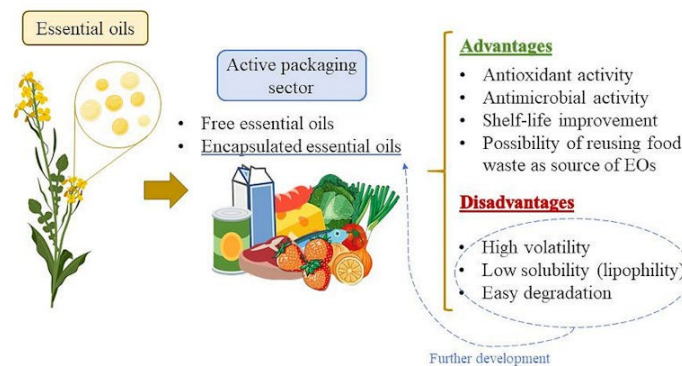 Essential oils
Active packaging
sector
• Free essential oils
• Encapsulated essential oils
Advantages
• Antioxidant activity
• Antimicrobial activity
• Shelf-life improvement
• Possibility of reusing food
waste as source of EOs
Disadvantages
• High volatility
• Low solubility (lipophility)
• Easy degradation
Further development